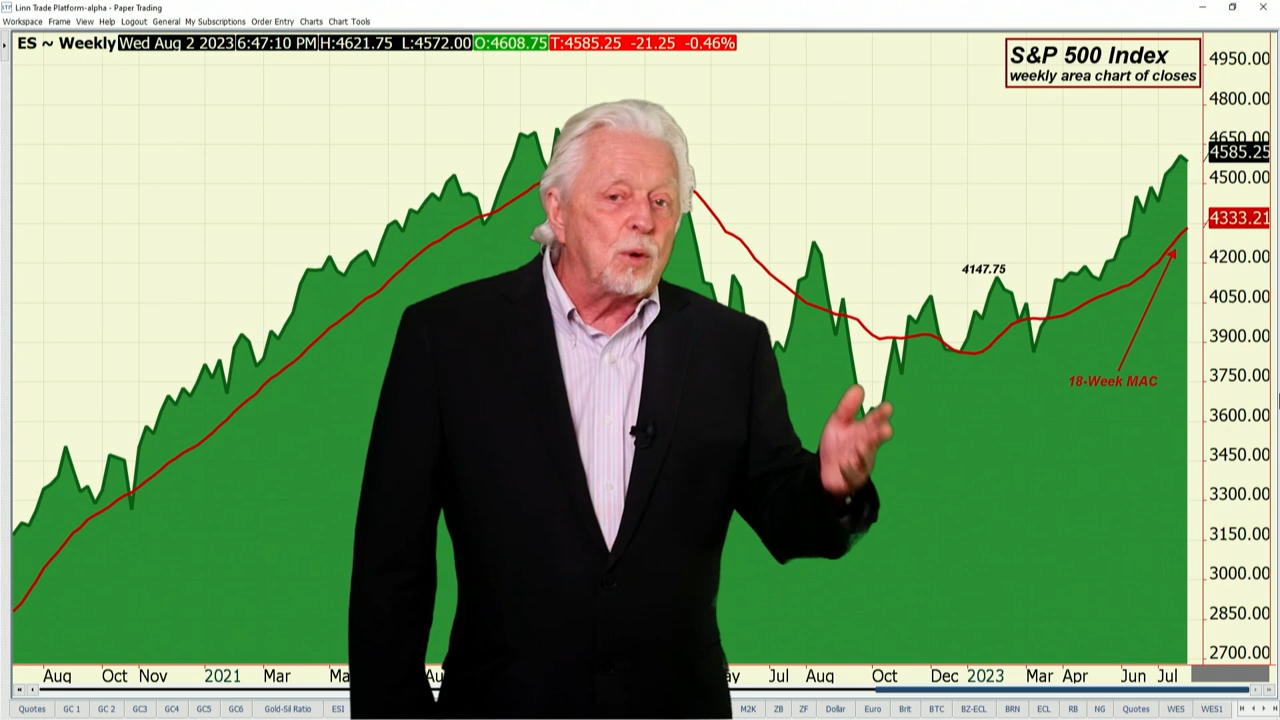 Linn Trade Platform-alpha - Paper Trading
Workspace Frame View Help Logout General My Subscriptions Order Entry Charts Chart Tools
ES ~ Weekly Wed Aug 2 2023 6:47:10 PM H:4621.75 L:4572.00 O:4608.75 T:4585.25 -21.25 -0.46%
S&P 500 Index
weekly area chart of closes
4950.00
4800.00
4650.00
4585.25
4500.00
4333.21
4200.00
4147.75
4050.00
3900.00
3750.00
18-Week MAC
3600.00
3450.00
3300.00
3150.00
3000.00
2850.00
2700.00
Aug Oct Nov 2021 Mar Jul Aug Oct Dec 2023 Mar Apr Jun Jul
Quotes GC 1 GC 2 GC3 GC4 GC5 GC6 Gold-Sil Ratio ESI M2K ZB ZF Dollar Euro Brit BTC BZ-ECL BRN ECL RB NG Quotes WES WES1